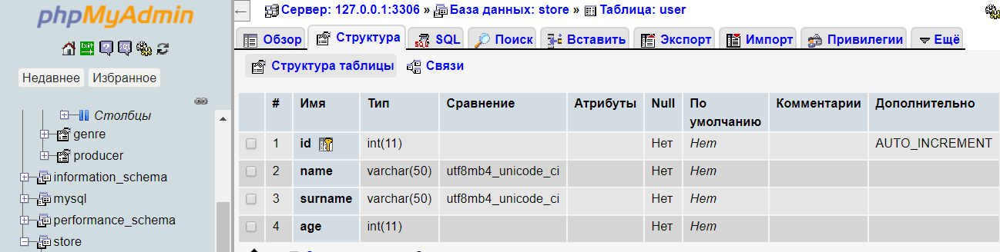 phpMyAdmin
Недавнее Избранное
Столбцы
genre
producer
information_schema
mysql
performance_schema
store
← Сервер: 127.0.0.1:3306 » База данных: store » Таблица: user
Обзор Структура SQL Поиск Вставить Экспорт Импорт Привилегии Ещё
Структура таблицы Связи
# Имя Тип Сравнение Атрибуты Null По умолчанию Комментарии Дополнительно
1 id int(11) Нет Нет AUTO_INCREMENT
2 name varchar(50) utf8mb4_unicode_ci Нет Нет
3 surname varchar(50) utf8mb4_unicode_ci Нет Нет
4 age int(11) Нет Нет